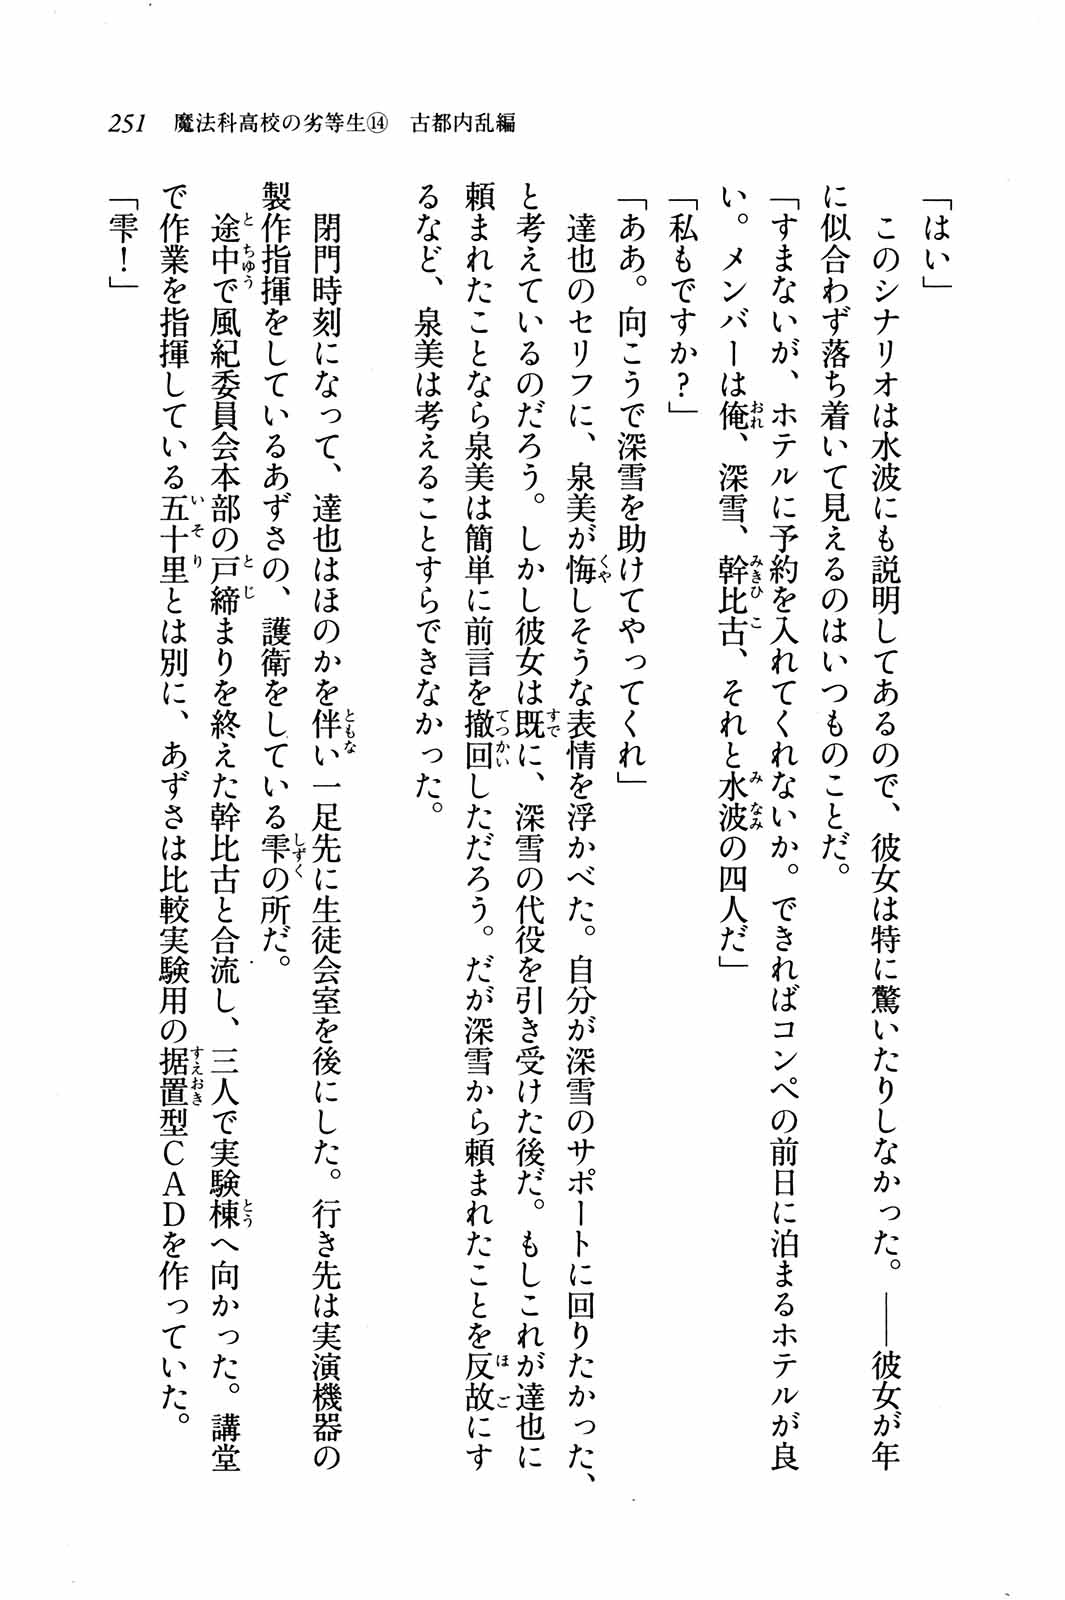 251　魔法科高校の劣等生⑭　古都内乱編
「はい」
　このシナリオは水波にも説明してあるので、彼女は特に驚いたりしなかった。――彼女が年
に似合わず落ち着いて見えるのはいつものことだ。
「すまないが、ホテルに予約を入れてくれないか。できればコンペの前日に泊まるホテルが良
い。メンバーは俺、深雪、幹比古、それと水波の四人だ」
「私もですか？」
「ああ。向こうで深雪を助けてやってくれ」
　達也のセリフに、泉美が悔しそうな表情を浮かべた。自分が深雪のサポートに回りたかった、
と考えているのだろう。しかし彼女は既に、深雪の代役を引き受けた後だ。もしこれが達也に
頼まれたことなら泉美は簡単に前言を撤回しただろう。だが深雪から頼まれたことを反故にす
るなど、泉美は考えることすらできなかった。
　閉門時刻になって、達也はほのかを伴い一足先に生徒会室を後にした。行き先は実演機器の
製作指揮をしているあずさの、護衛をしている雫の所だ。
　途中で風紀委員会本部の戸締まりを終えた幹比古と合流し、三人で実験棟へ向かった。講堂
で作業を指揮している五十里とは別に、あずさは比較実験用の据置型ＣＡＤを作っていた。
「雫！」